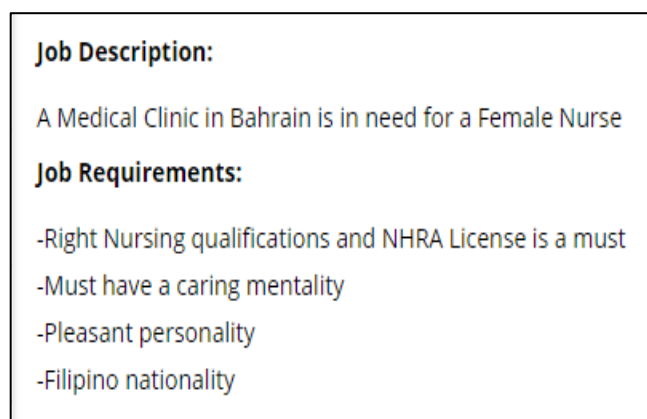 Job Description:
A Medical Clinic in Bahrain is in need for a Female Nurse
Job Requirements:
-Right Nursing qualifications and NHRA License is a must
-Must have a caring mentality
-Pleasant personality
-Filipino nationality